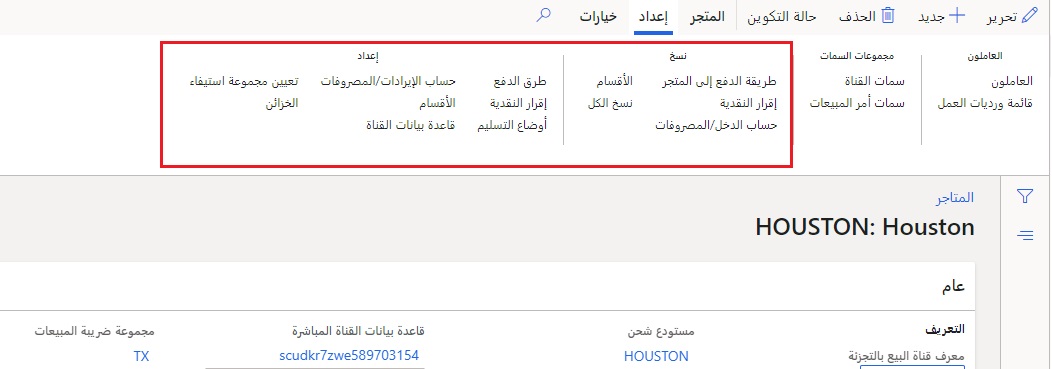 تحرير جديد الحذف حالة التكوين المتجر إعداد خيارات
العاملون
العاملون
قائمة ورديات العمل
مجموعات السمات
سمات القناة
سمات أمر المبيعات
نسخ
طريقة الدفع إلى المتجر
إقرار النقدية
حساب الدخل/المصروفات
الأقسام
نسخ الكل
إعداد
طرق الدفع
إقرار النقدية
أوضاع التسليم
حساب الإيرادات/المصروفات
الأقسام
قاعدة بيانات القناة
تعيين مجموعة استيفاء
الخزائن
المتاجر
HOUSTON: Houston
عام
التعريف
معرف قناة البيع بالتجزئة
مستودع شحن
HOUSTON
قاعدة بيانات القناة المباشرة
scudkr7zwe589703154
مجموعة ضريبة المبيعات
TX